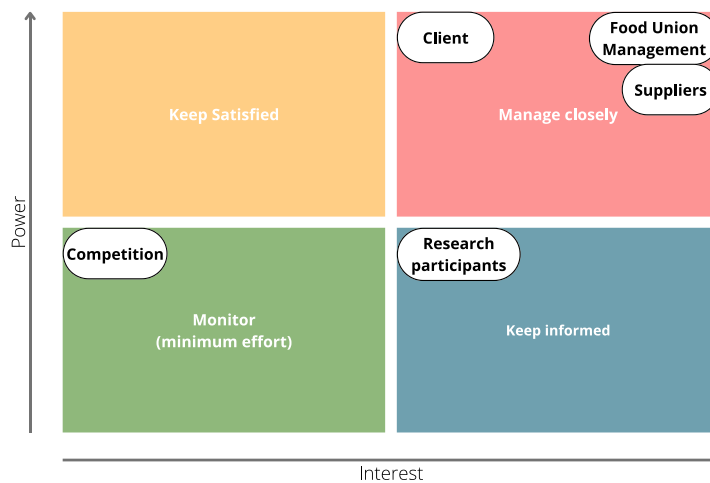 Client
Food Union
Management
Suppliers
Keep Satisfied
Manage closely
Power
Competition
Research
participants
Monitor
(minimum effort)
Keep informed
Interest